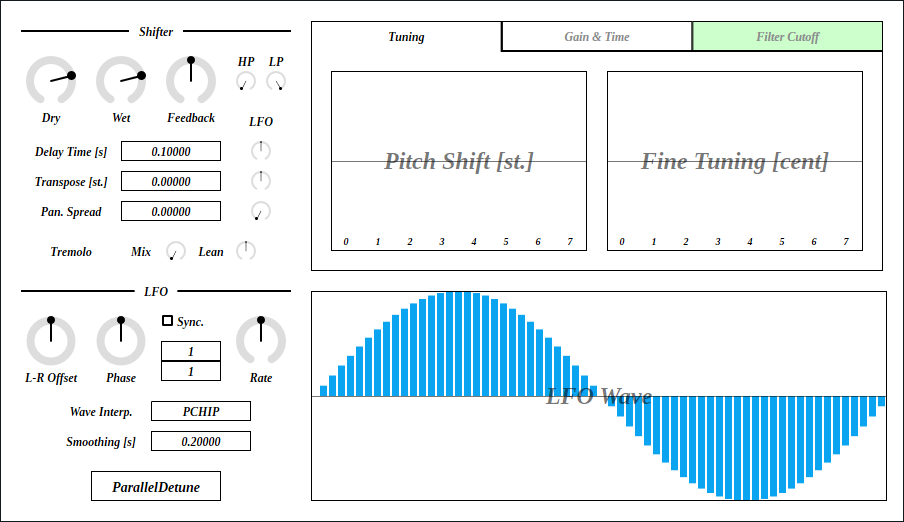 Shifter
HP LP
Dry Wet Feedback
LFO
Delay Time [s] 0.10000
Transpose [st.] 0.00000
Pan. Spread 0.00000
Tremolo Mix Lean
LFO
Sync.
1
1
L-R Offset Phase Rate
Wave Interp. PCHIP
Smoothing [s] 0.20000
ParallelDetune
Tuning Gain & Time Filter Cutoff
Pitch Shift [st.]
0 1 2 3 4 5 6 7
Fine Tuning [cent]
0 1 2 3 4 5 6 7
LFO Wave